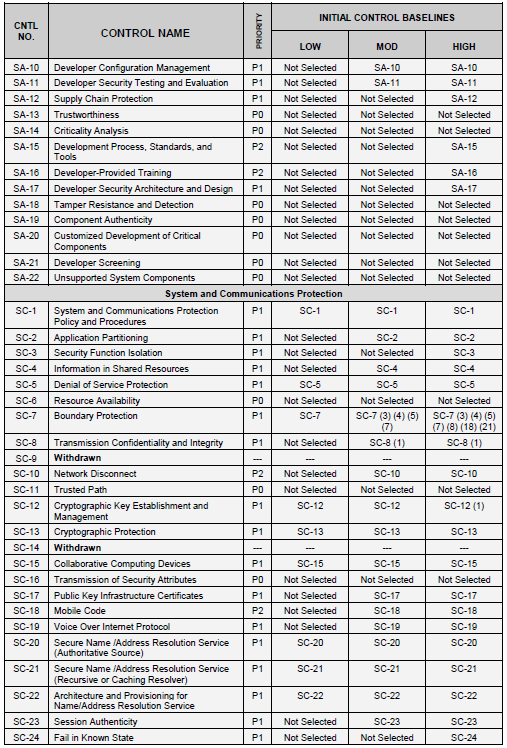 CNTL NO. CONTROL NAME PRIORITY INITIAL CONTROL BASELINES
LOW MOD HIGH
SA-10 Developer Configuration Management P1 Not Selected SA-10 SA-10
SA-11 Developer Security Testing and Evaluation P1 Not Selected SA-11 SA-11
SA-12 Supply Chain Protection P1 Not Selected Not Selected SA-12
SA-13 Trustworthiness P0 Not Selected Not Selected Not Selected
SA-14 Criticality Analysis P0 Not Selected Not Selected Not Selected
SA-15 Development Process, Standards, and P2 Not Selected Not Selected SA-15
Tools
SA-16 Developer-Provided Training P2 Not Selected Not Selected SA-16
SA-17 Developer Security Architecture and Design P1 Not Selected Not Selected SA-17
SA-18 Tamper Resistance and Detection P0 Not Selected Not Selected Not Selected
SA-19 Component Authenticity P0 Not Selected Not Selected Not Selected
SA-20 Customized Development of Critical P0 Not Selected Not Selected Not Selected
Components
SA-21 Developer Screening P0 Not Selected Not Selected Not Selected
SA-22 Unsupported System Components P0 Not Selected Not Selected Not Selected
System and Communications Protection
SC-1 System and Communications Protection P1 SC-1 SC-1 SC-1
Policy and Procedures
SC-2 Application Partitioning P1 Not Selected SC-2 SC-2
SC-3 Security Function Isolation P1 Not Selected Not Selected SC-3
SC-4 Information in Shared Resources P1 Not Selected SC-4 SC-4
SC-5 Denial of Service Protection P1 SC-5 SC-5 SC-5
SC-6 Resource Availability P0 Not Selected Not Selected Not Selected
SC-7 Boundary Protection P1 SC-7 SC-7 (3) (4) (5) SC-7 (3) (4) (5)
(7) (7) (8) (18) (21)
SC-8 Transmission Confidentiality and Integrity P1 Not Selected SC-8 (1) SC-8 (1)
SC-9 Withdrawn --- --- --- ---
SC-10 Network Disconnect P2 Not Selected SC-10 SC-10
SC-11 Trusted Path P0 Not Selected Not Selected Not Selected
SC-12 Cryptographic Key Establishment and P1 SC-12 SC-12 SC-12 (1)
Management
SC-13 Cryptographic Protection P1 SC-13 SC-13 SC-13
SC-14 Withdrawn --- --- --- ---
SC-15 Collaborative Computing Devices P1 SC-15 SC-15 SC-15
SC-16 Transmission of Security Attributes P0 Not Selected Not Selected Not Selected
SC-17 Public Key Infrastructure Certificates P1 Not Selected SC-17 SC-17
SC-18 Mobile Code P2 Not Selected SC-18 SC-18
SC-19 Voice Over Internet Protocol P1 Not Selected SC-19 SC-19
SC-20 Secure Name /Address Resolution Service P1 SC-20 SC-20 SC-20
(Authoritative Source)
SC-21 Secure Name /Address Resolution Service P1 SC-21 SC-21 SC-21
(Recursive or Caching Resolver)
SC-22 Architecture and Provisioning for P1 SC-22 SC-22 SC-22
Name/Address Resolution Service
SC-23 Session Authenticity P1 Not Selected SC-23 SC-23
SC-24 Fail in Known State P1 Not Selected Not Selected SC-24